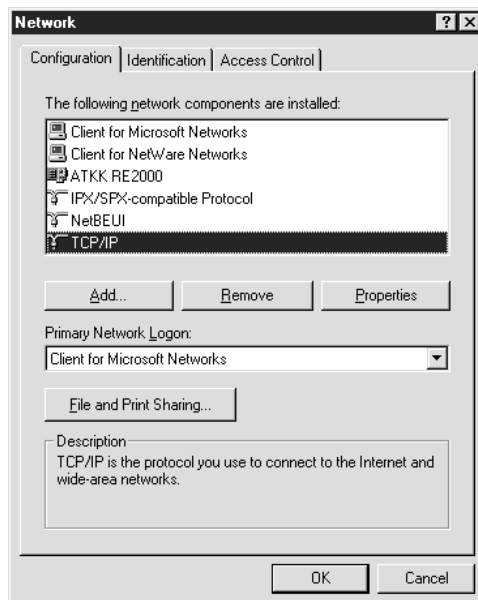 Network
Configuration Identification Access Control
The following network components are installed:
Client for Microsoft Networks
Client for NetWare Networks
ATKK RE2000
IPX/SPX-compatible Protocol
NetBEUI
TCP/IP
Add... Remove Properties
Primary Network Logon:
Client for Microsoft Networks
File and Print Sharing...
Description
TCP/IP is the protocol you use to connect to the Internet and
wide-area networks.
OK Cancel